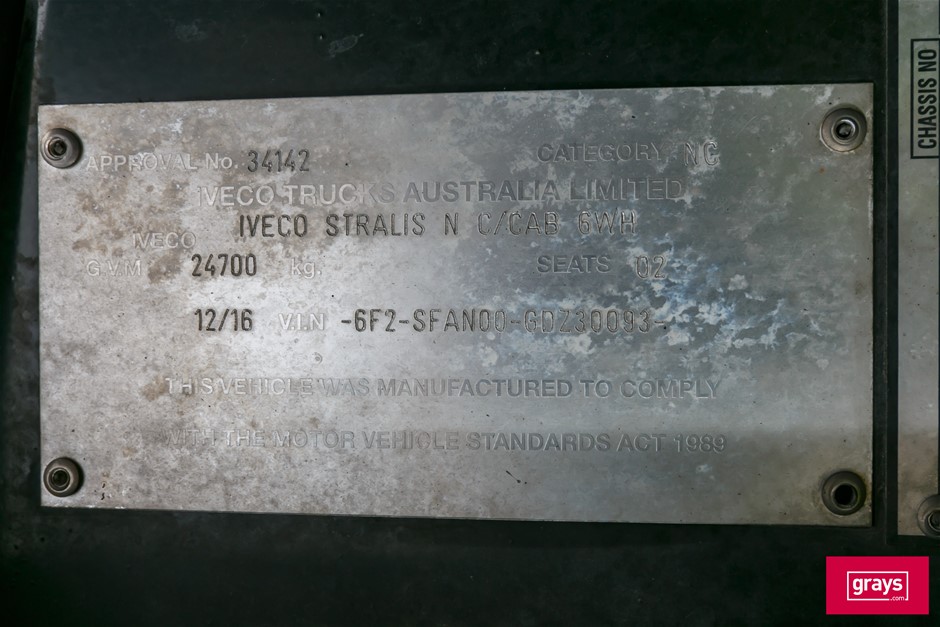 APPROVAL No. 34142 CATEGORY NC
IVECO TRUCKS AUSTRALIA LIMITED
IVECO STRALIS N C/CAB 6WH
IVECO
G.V.M 24700 kg. SEATS 02
12/16 V.I.N -6F2-SFAN00-GDZ30093-
THIS VEHICLE WAS MANUFACTURED TO COMPLY
WITH THE MOTOR VEHICLE STANDARDS ACT 1989
CHASSIS NO
grays
.com